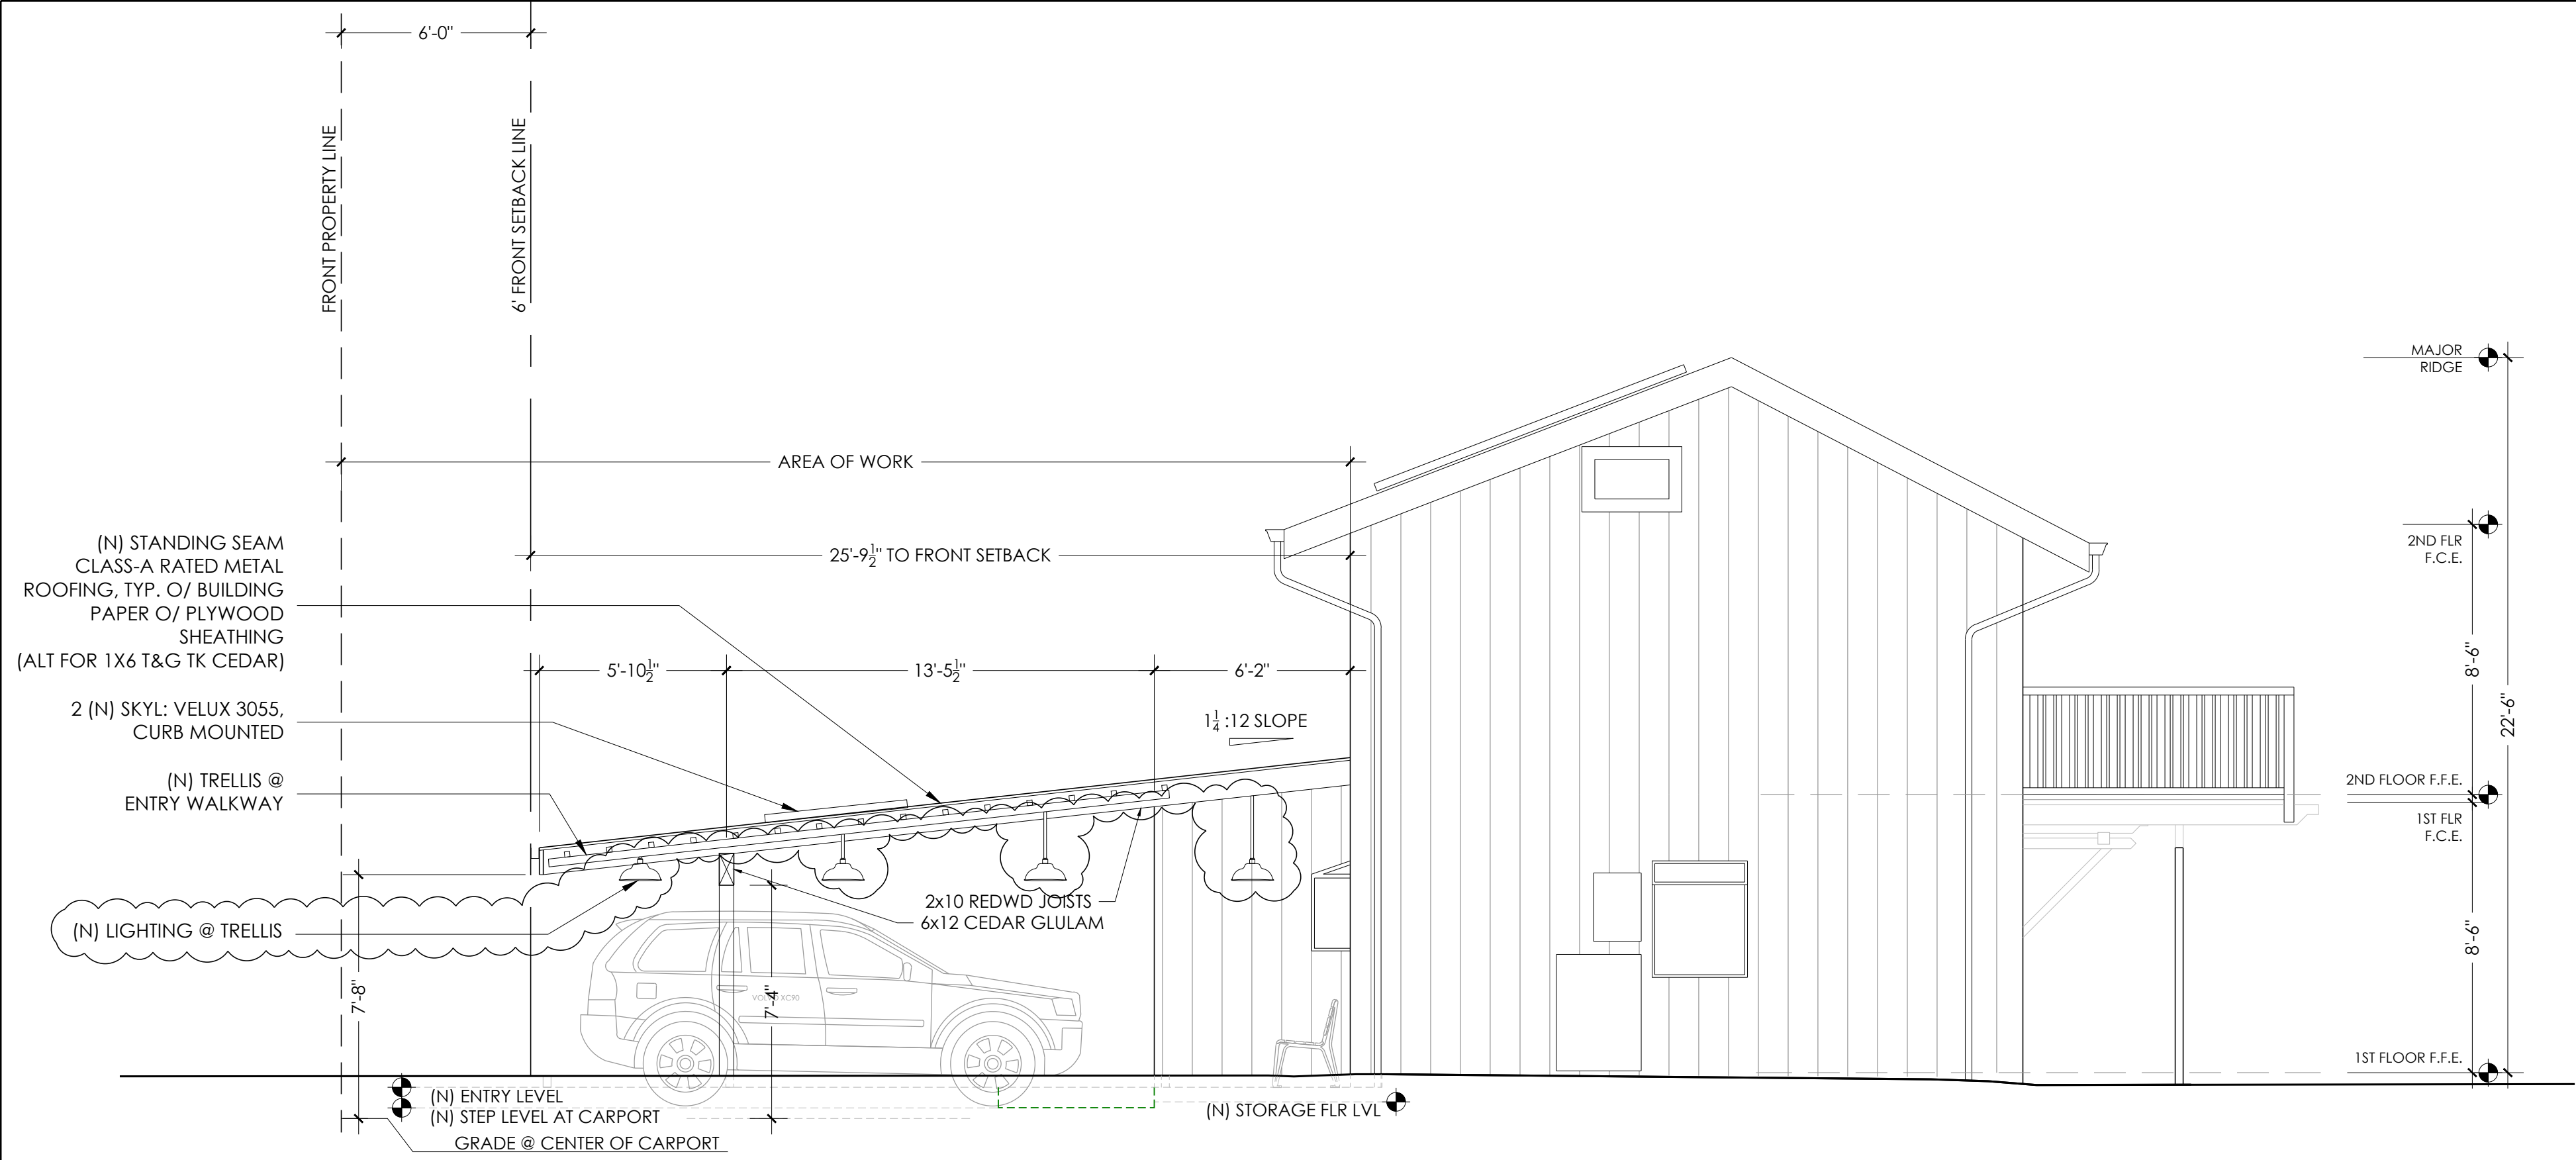 6'-0"
FRONT PROPERTY LINE
6' FRONT SETBACK LINE
MAJOR
RIDGE
AREA OF WORK
(N) STANDING SEAM
CLASS-A RATED METAL
ROOFING, TYP. O/ BUILDING
PAPER O/ PLYWOOD
SHEATHING
(ALT FOR 1X6 T&G TK CEDAR)
25'-9½" TO FRONT SETBACK
2ND FLR
F.C.E.
5'-10½"
13'-5½"
6'-2"
8'-6"
22'-6"
2 (N) SKYL: VELUX 3055,
CURB MOUNTED
1¼ :12 SLOPE
(N) TRELLIS @
ENTRY WALKWAY
2ND FLOOR F.F.E.
1ST FLR
F.C.E.
2x10 REDWD JOISTS
6x12 CEDAR GLULAM
(N) LIGHTING @ TRELLIS
8'-6"
7'-8"
VOLVO XC90
7'-4"
1ST FLOOR F.F.E.
(N) ENTRY LEVEL
(N) STEP LEVEL AT CARPORT
(N) STORAGE FLR LVL
GRADE @ CENTER OF CARPORT